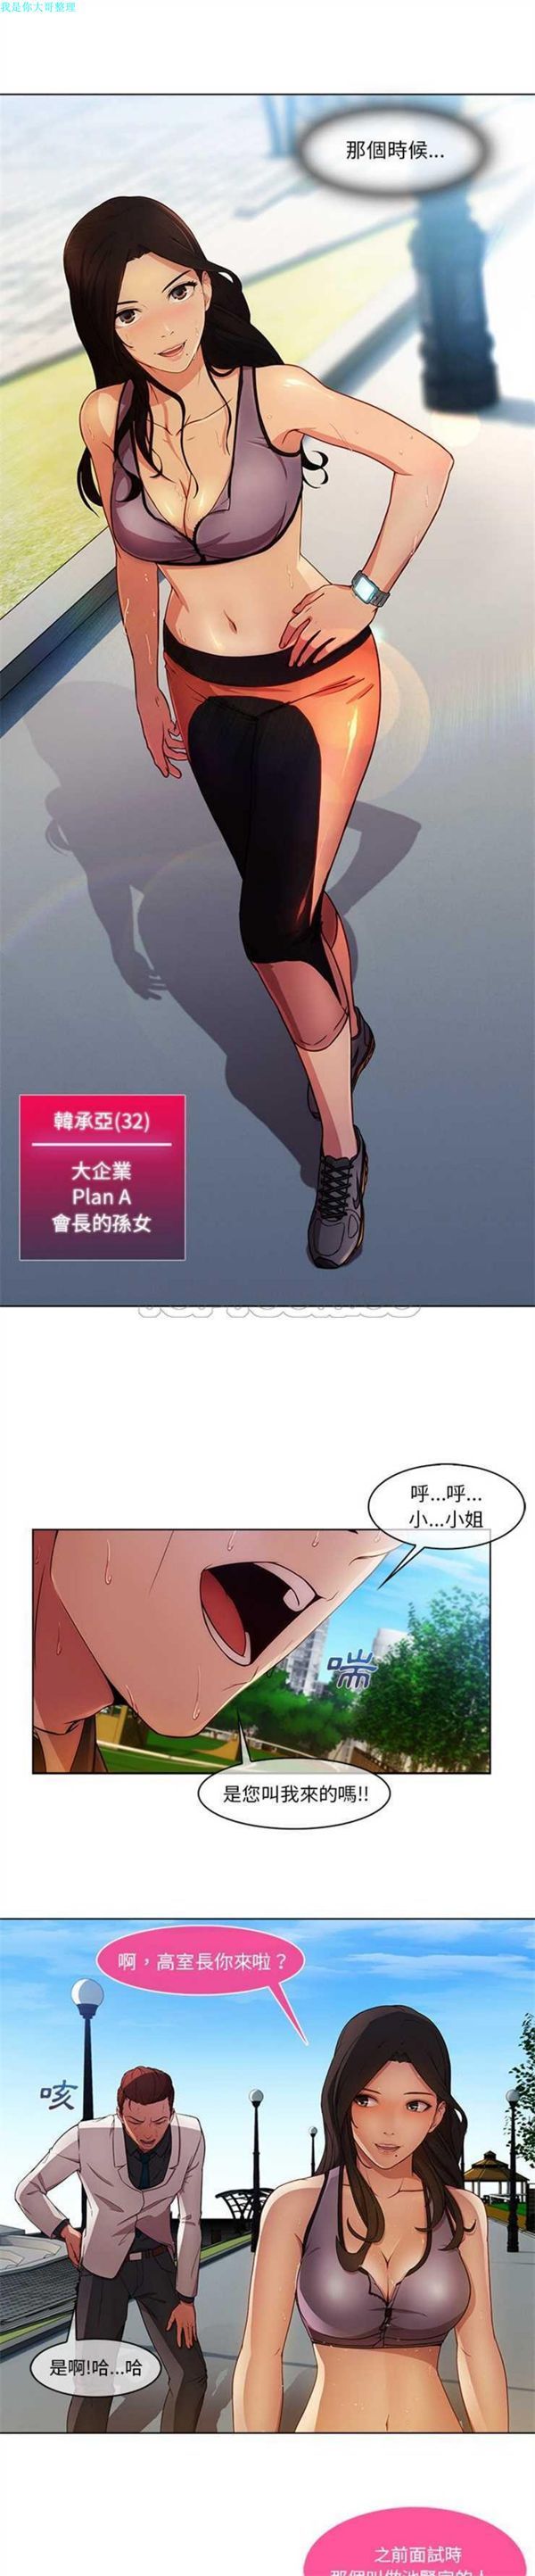 我是你大哥整理
那個時候...
韓承亞(32)
大企業
Plan A
會長的孫女
呼...呼...
小...小姐
喘
是您叫我來的嗎!!
啊，高室長你來啦？
咳
是啊!哈...哈
之前面試時